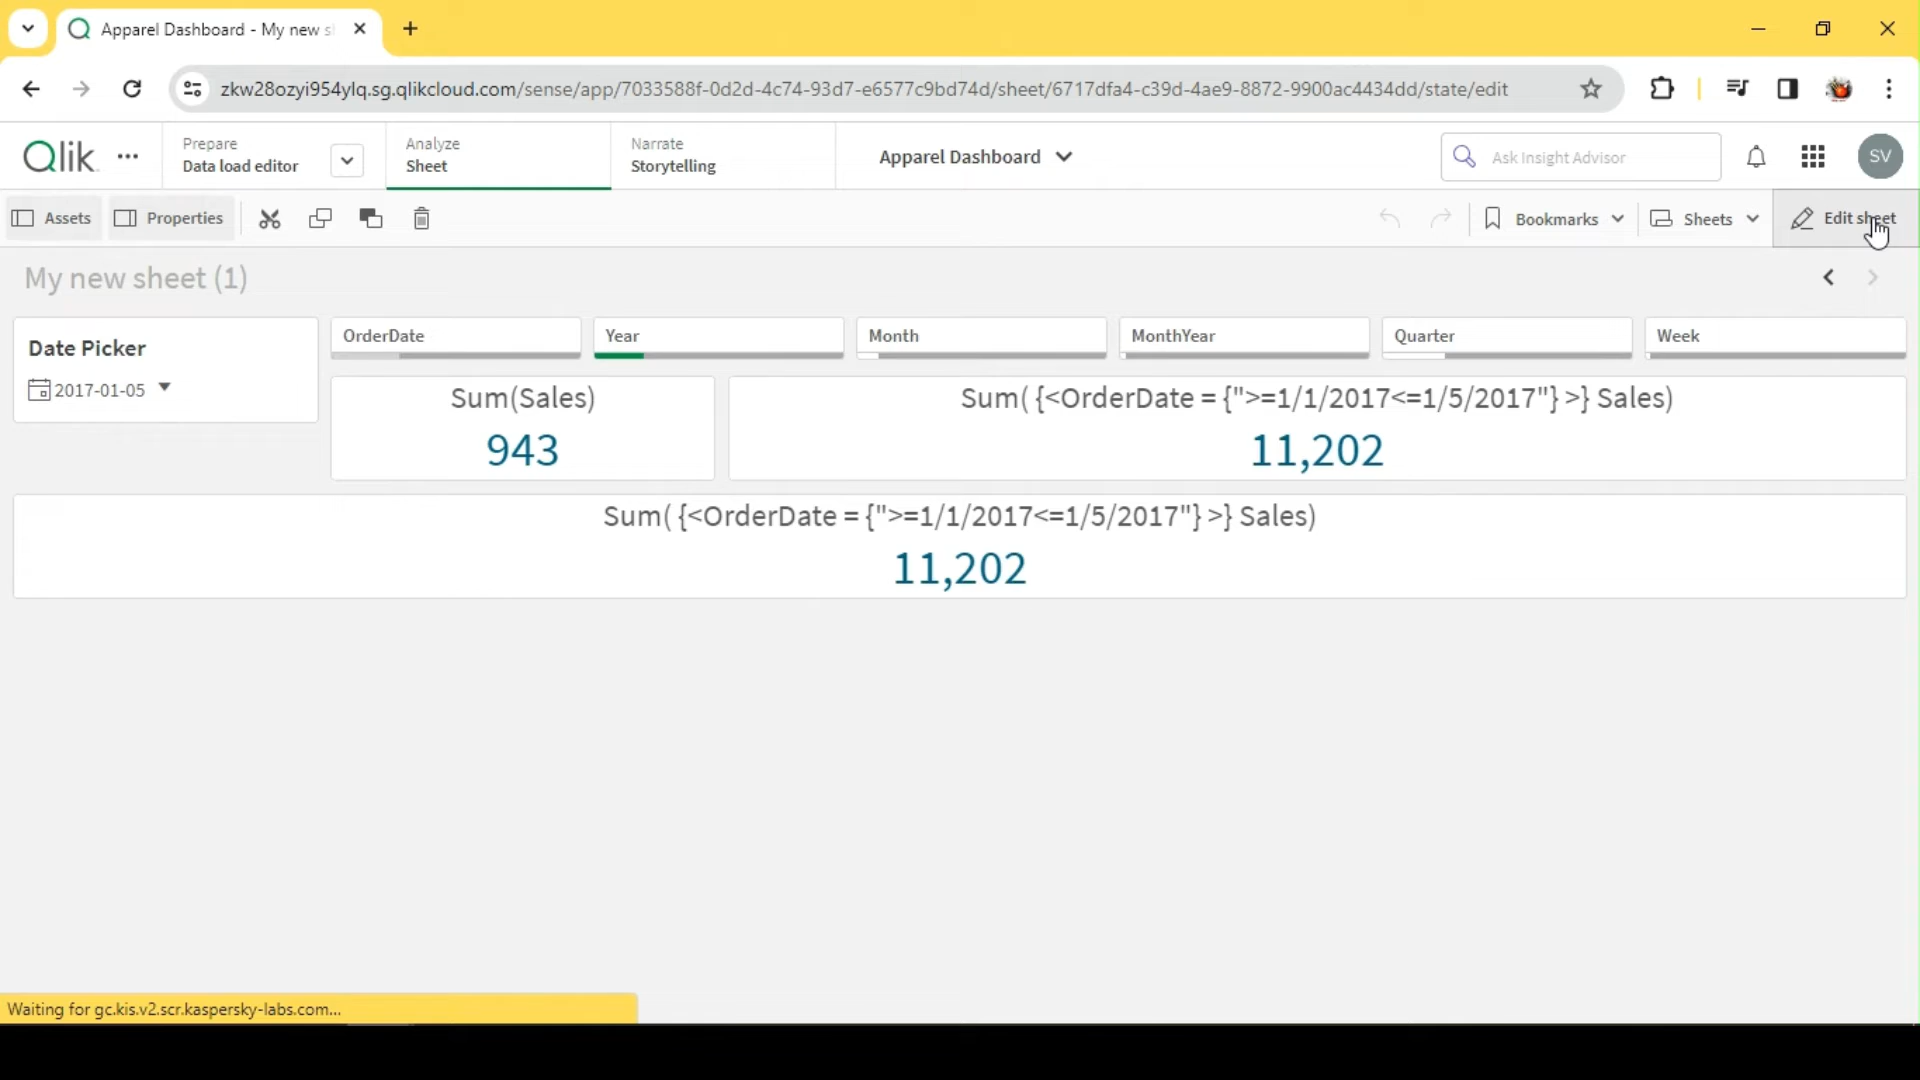 Apparel Dashboard - My new s
zkw28ozyi954ylq.sg.qlikcloud.com/sense/app/7033588f-0d2d-4c74-93d7-e6577c9bd74d/sheet/6717dfa4-c39d-4ae9-8872-9900ac4434dd/state/edit
Qlik
Prepare
Data load editor
Analyze
Sheet
Narrate
Storytelling
Apparel Dashboard
Ask Insight Advisor
SV
Assets
Properties
Bookmarks
Sheets
Edit sheet
My new sheet (1)
Date Picker
2017-01-05
OrderDate
Year
Month
MonthYear
Quarter
Week
Sum(Sales)
943
Sum( {<OrderDate = {">=1/1/2017<=1/5/2017"} >} Sales)
11,202
Sum( {<OrderDate = {">=1/1/2017<=1/5/2017"} >} Sales)
11,202
Waiting for gc.kis.v2.scr.kaspersky-labs.com...